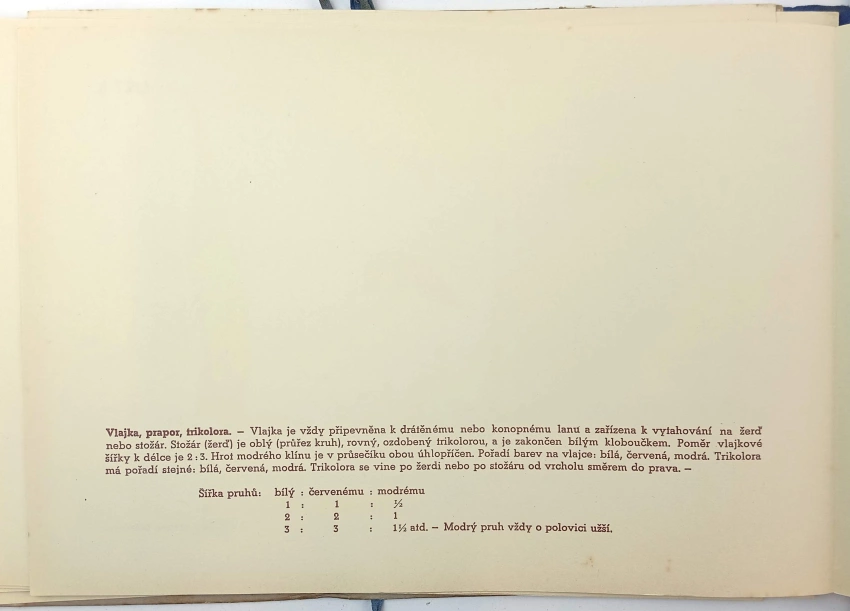 Vlajka, prapor, trikolora. — Vlajka je vždy připevněna k drátěnému nebo konopnému lanu a zařízena k vytahování na žerď
nebo stožár. Stožár (žerď) je oblý (průřez kruh), rovný, ozdobený trikolorou, a je zakončen bílým kloboučkem. Poměr vlajkové
šířky k délce je 2 : 3. Hrot modrého klínu je v průsečíku obou úhlopříčen. Pořadí barev na vlajce: bílá, červená, modrá. Trikolora
má pořadí stejné: bílá, červená, modrá. Trikolora se vine po žerdi nebo po stožáru od vrcholu směrem do prava. —
Šířka pruhů: bílý : červenému : modrému
1 : 1 : ½
2 : 2 : 1
3 : 3 : 1½ atd. — Modrý pruh vždy o polovici užší.